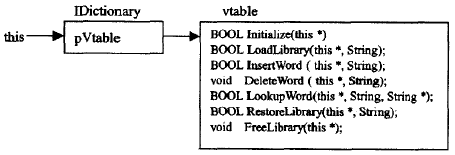 IDictionary
vtable
this
pVtable
BOOL Initialize(this *)
BOOL LoadLibrary(this *, String);
BOOL InsertWord ( this *, String);
void DeleteWord ( this *, String);
BOOL LookupWord(this *, String, String *);
BOOL RestoreLibrary(this *, String);
void FreeLibrary(this *);